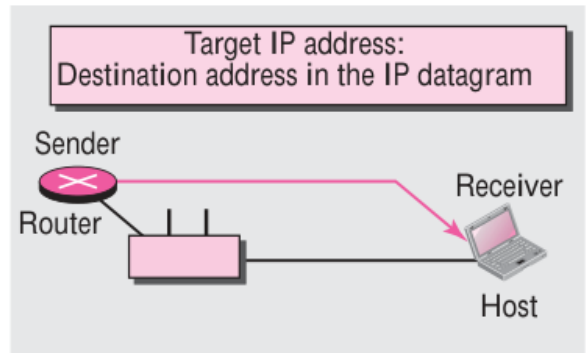 Target IP address:
Destination address in the IP datagram
Sender
Router
Receiver
Host